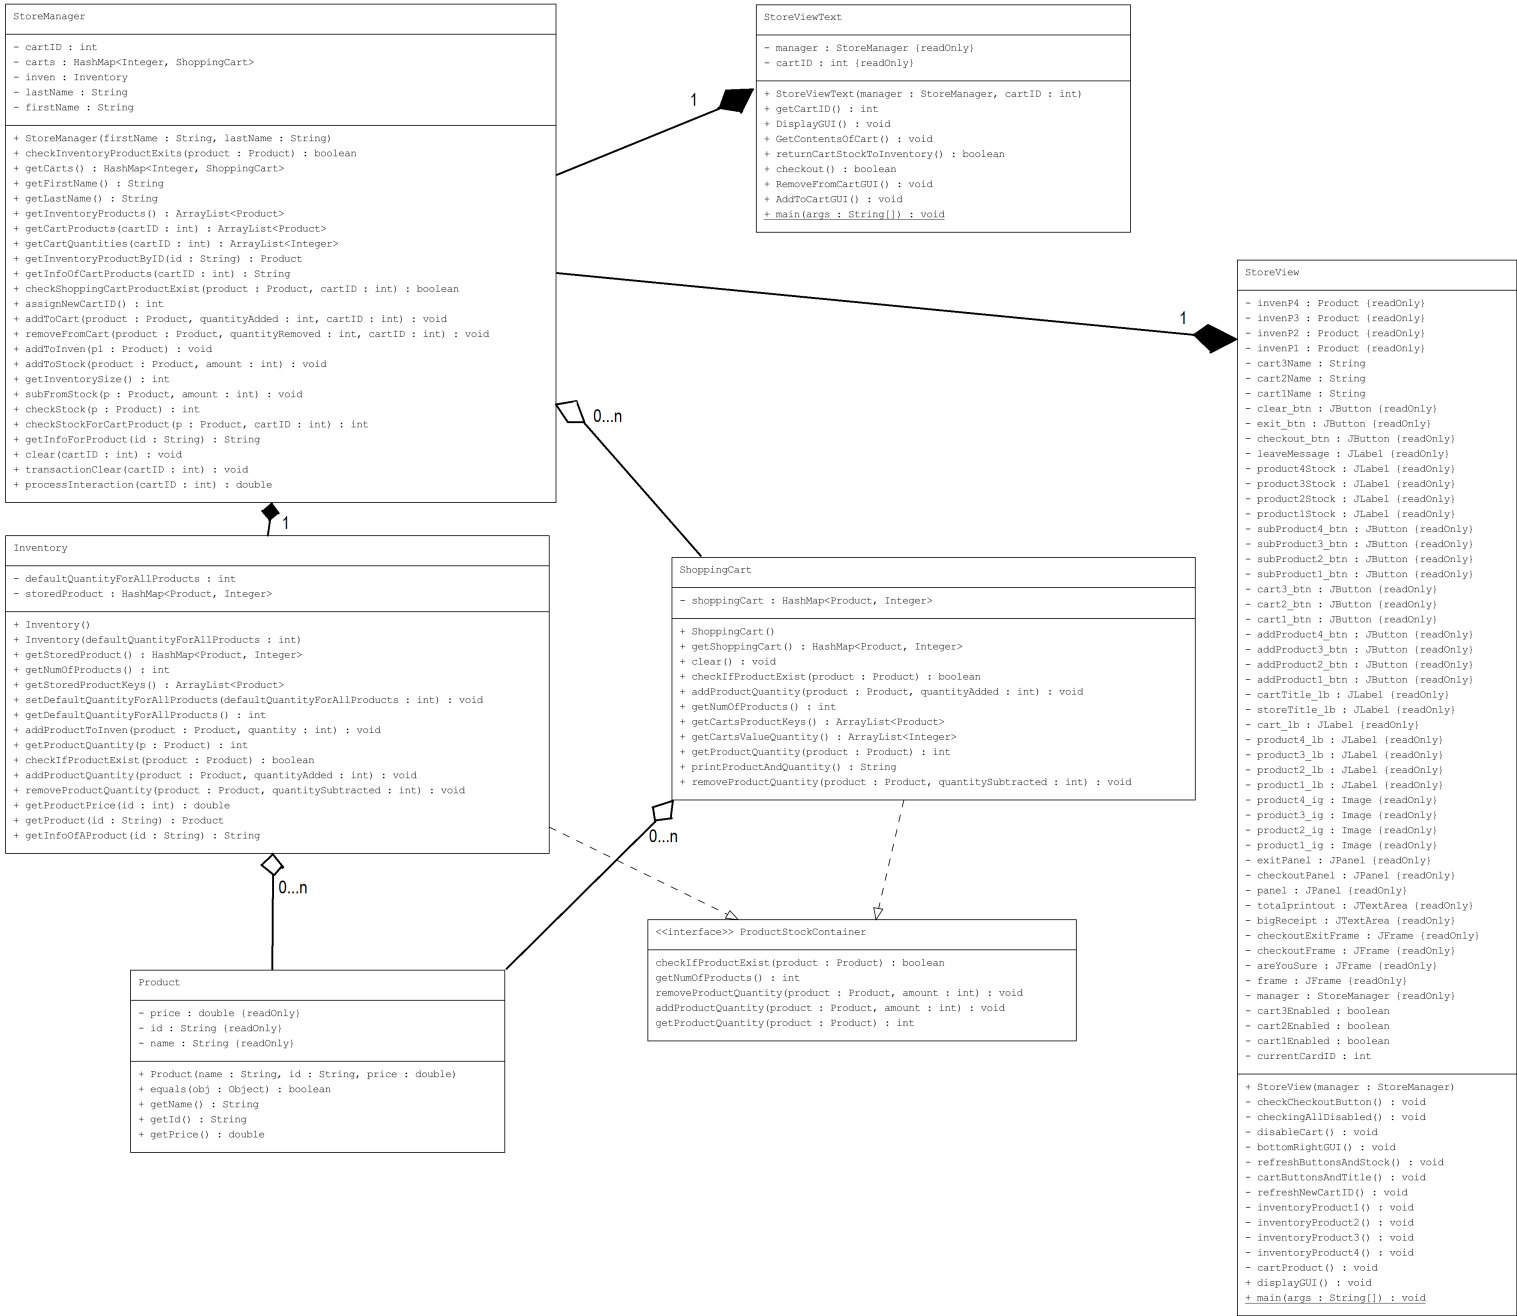 StoreManager
- cartID : int
- carts : HashMap<Integer, ShoppingCart>
- inven : Inventory
- lastName : String
- firstName : String
+ StoreManager(firstName : String, lastName : String)
+ checkInventoryProductExits(product : Product) : boolean
+ getCarts() : HashMap<Integer, ShoppingCart>
+ getFirstName() : String
+ getLastName() : String
+ getInventoryProducts() : ArrayList<Product>
+ getCartProducts(cartID : int) : ArrayList<Product>
+ getCartQuantities(cartID : int) : ArrayList<Integer>
+ getInventoryProductByID(id : String) : Product
+ getInfoOfCartProducts(cartID : int) : String
+ checkShoppingCartProductExist(product : Product, cartID : int) : boolean
+ assignNewCartID() : int
+ addToCart(product : Product, quantityAdded : int, cartID : int) : void
+ removeFromCart(product : Product, quantityRemoved : int, cartID : int) : void
+ addToInven(p1 : Product) : void
+ addToStock(product : Product, amount : int) : void
+ getInventorySize() : int
+ subFromStock(p : Product, amount : int) : void
+ checkStock(p : Product) : int
+ checkStockForCartProduct(p : Product, cartID : int) : int
+ getInfoForProduct(id : String) : String
+ clear(cartID : int) : void
+ transactionClear(cartID : int) : void
+ processInteraction(cartID : int) : double
1
StoreViewText
- manager : StoreManager {readOnly}
- cartID : int {readOnly}
+ StoreViewText(manager : StoreManager, cartID : int)
+ getCartID() : int
+ DisplayGUI() : void
+ GetContentsOfCart() : void
+ returnCartStockToInventory() : boolean
+ checkout() : boolean
+ RemoveFromCartGUI() : void
+ AddToCartGUI() : void
+ main(args : String[]) : void
1
0...n
1
StoreView
- invenP4 : Product {readOnly}
- invenP3 : Product {readOnly}
- invenP2 : Product {readOnly}
- invenP1 : Product {readOnly}
- cart3Name : String
- cart2Name : String
- cart1Name : String
- clear_btn : JButton {readOnly}
- exit_btn : JButton {readOnly}
- checkout_btn : JButton {readOnly}
- leaveMessage : JLabel {readOnly}
- product4Stock : JLabel {readOnly}
- product3Stock : JLabel {readOnly}
- product2Stock : JLabel {readOnly}
- product1Stock : JLabel {readOnly}
- subProduct4_btn : JButton {readOnly}
- subProduct3_btn : JButton {readOnly}
- subProduct2_btn : JButton {readOnly}
- subProduct1_btn : JButton {readOnly}
- cart3_btn : JButton {readOnly}
- cart2_btn : JButton {readOnly}
- cart1_btn : JButton {readOnly}
- addProduct4_btn : JButton {readOnly}
- addProduct3_btn : JButton {readOnly}
- addProduct2_btn : JButton {readOnly}
- addProduct1_btn : JButton {readOnly}
- cartTitle_lb : JLabel {readOnly}
- storeTitle_lb : JLabel {readOnly}
- cart_lb : JLabel {readOnly}
- product4_lb : JLabel {readOnly}
- product3_lb : JLabel {readOnly}
- product2_lb : JLabel {readOnly}
- product1_lb : JLabel {readOnly}
- product4_ig : Image {readOnly}
- product3_ig : Image {readOnly}
- product2_ig : Image {readOnly}
- product1_ig : Image {readOnly}
- exitPanel : JPanel {readOnly}
- checkoutPanel : JPanel {readOnly}
- panel : JPanel {readOnly}
- totalprintout : JTextArea {readOnly}
- bigReceipt : JTextArea {readOnly}
- checkoutExitFrame : JFrame {readOnly}
- checkoutFrame : JFrame {readOnly}
- areYouSure : JFrame {readOnly}
- frame : JFrame {readOnly}
- manager : StoreManager {readOnly}
- cart3Enabled : boolean
- cart2Enabled : boolean
- cart1Enabled : boolean
- currentCardID : int
+ StoreView(manager : StoreManager)
- checkCheckoutButton() : void
- checkingAllDisabled() : void
- disableCart() : void
- bottomRightGUI() : void
- refreshButtonsAndStock() : void
- cartButtonsAndTitle() : void
- refreshNewCartID() : void
- inventoryProduct1() : void
- inventoryProduct2() : void
- inventoryProduct3() : void
- inventoryProduct4() : void
- cartProduct() : void
+ displayGUI() : void
+ main(args : String[]) : void
Inventory
- defaultQuantityForAllProducts : int
- storedProduct : HashMap<Product, Integer>
+ Inventory()
+ Inventory(defaultQuantityForAllProducts : int)
+ getStoredProduct() : HashMap<Product, Integer>
+ getNumOfProducts() : int
+ getStoredProductKeys() : ArrayList<Product>
+ setDefaultQuantityForAllProducts(defaultQuantityForAllProducts : int) : void
+ getDefaultQuantityForAllProducts() : int
+ addProductToInven(product : Product, quantity : int) : void
+ getProductQuantity(p : Product) : int
+ checkIfProductExist(product : Product) : boolean
+ addProductQuantity(product : Product, quantityAdded : int) : void
+ removeProductQuantity(product : Product, quantitySubtracted : int) : void
+ getProductPrice(id : int) : double
+ getProduct(id : String) : Product
+ getInfoOfAProduct(id : String) : String
ShoppingCart
- shoppingCart : HashMap<Product, Integer>
+ ShoppingCart()
+ getShoppingCart() : HashMap<Product, Integer>
+ clear() : void
+ checkIfProductExist(product : Product) : boolean
+ addProductQuantity(product : Product, quantityAdded : int) : void
+ getNumOfProducts() : int
+ getCartsProductKeys() : ArrayList<Product>
+ getCartsValueQuantity() : ArrayList<Integer>
+ getProductQuantity(product : Product) : int
+ printProductAndQuantity() : String
+ removeProductQuantity(product : Product, quantitySubtracted : int) : void
0...n
0...n
<<interface>> ProductStockContainer
checkIfProductExist(product : Product) : boolean
getNumOfProducts() : int
removeProductQuantity(product : Product, amount : int) : void
addProductQuantity(product : Product, amount : int) : void
getProductQuantity(product : Product) : int
Product
- price : double {readOnly}
- id : String {readOnly}
- name : String {readOnly}
+ Product(name : String, id : String, price : double)
+ equals(obj : Object) : boolean
+ getName() : String
+ getId() : String
+ getPrice() : double